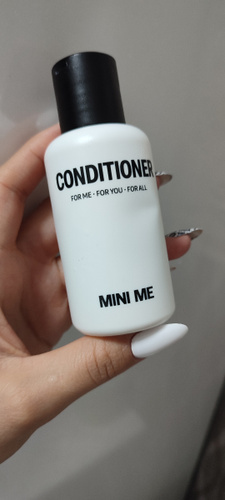 CONDITIONER
FOR ME · FOR YOU · FOR ALL
MINI ME